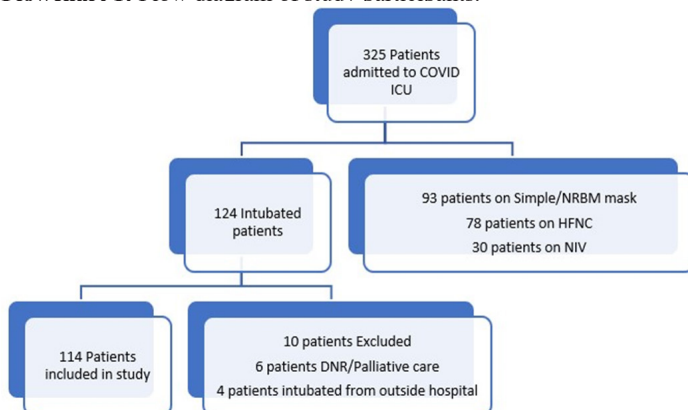 325 Patients
admitted to COVID
ICU
124 Intubated
patients
93 patients on Simple/NRBM mask
78 patients on HFNC
30 patients on NIV
114 Patients
included in study
10 patients Excluded
6 patients DNR/Palliative care
4 patients intubated from outside hospital